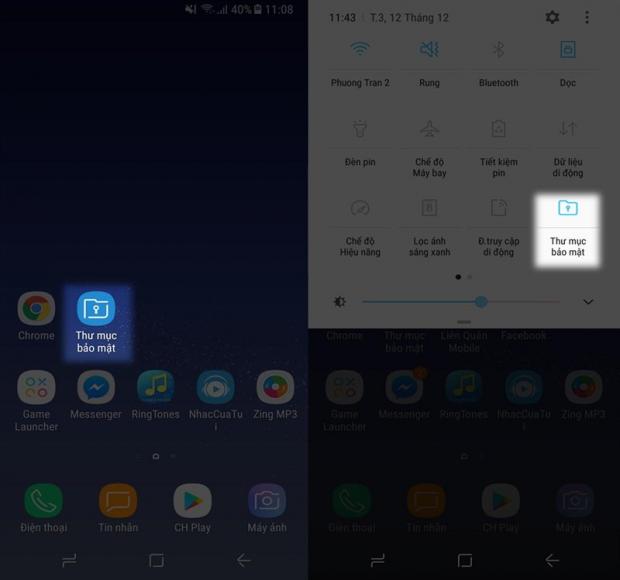 40% 11:08
Chrome
Thư mục
bảo mật
Game
Launcher
Messenger
RingTones
NhacCuaTu
i
Zing MP3
Điện thoại
Tin nhắn
CH Play
Máy ảnh
11:43 | T.3, 12 Tháng 12
Phuong Tran 2
Rung
Bluetooth
Dọc
Đèn pin
Chế độ
Máy bay
Tiết kiệm
pin
Dữ liệu
di động
Chế độ
Hiệu năng
Lọc ánh
sáng xanh
Đ.truy cập
di động
Thư mục
bảo mật
Chrome
Thư mục
bảo mật
Liên Quân
Mobile
Facebook
Game
Launcher
Messenger
RingTones
NhacCuaTu
i
Zing MP3
Điện thoại
Tin nhắn
CH Play
Máy ảnh